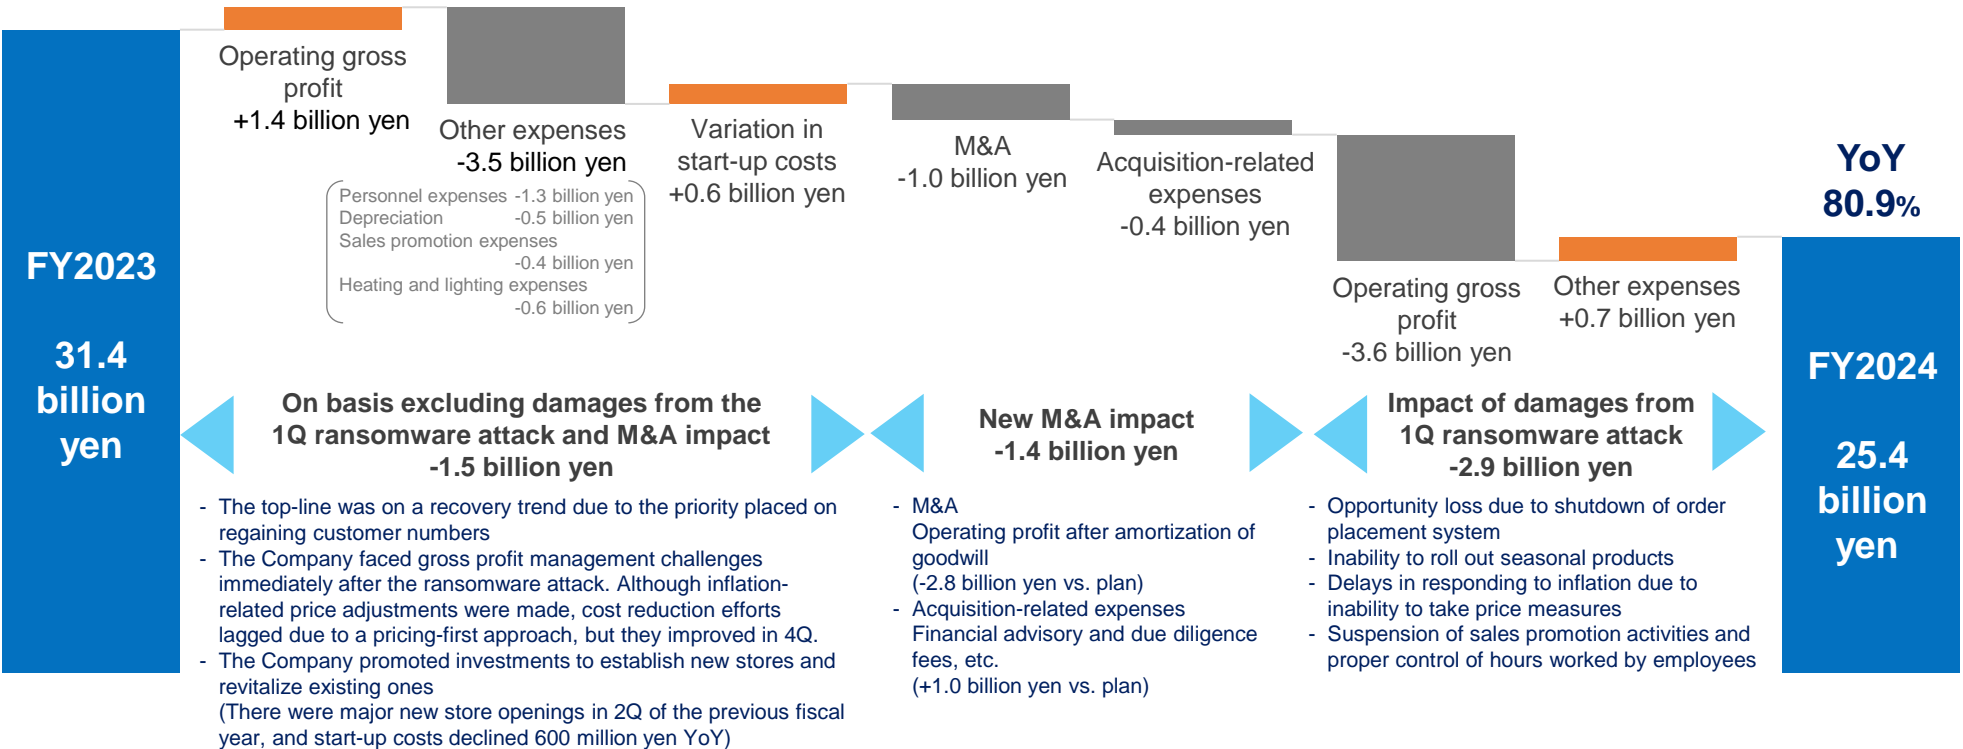 FY2023
31.4
billion
yen
Operating gross
profit
+1.4 billion yen
Other expenses
-3.5 billion yen
Personnel expenses -1.3 billion yen
Depreciation -0.5 billion yen
Sales promotion expenses
-0.4 billion yen
Heating and lighting expenses
-0.6 billion yen
Variation in
start-up costs
+0.6 billion yen
M&A
-1.0 billion yen
Acquisition-related
expenses
-0.4 billion yen
Operating gross
profit
-3.6 billion yen
Other expenses
+0.7 billion yen
YoY
80.9%
FY2024
25.4
billion
yen
On basis excluding damages from the
1Q ransomware attack and M&A impact
-1.5 billion yen
- The top-line was on a recovery trend due to the priority placed on
regaining customer numbers
- The Company faced gross profit management challenges
immediately after the ransomware attack. Although inflation-
related price adjustments were made, cost reduction efforts
lagged due to a pricing-first approach, but they improved in 4Q.
- The Company promoted investments to establish new stores and
revitalize existing ones
(There were major new store openings in 2Q of the previous fiscal
year, and start-up costs declined 600 million yen YoY)
New M&A impact
-1.4 billion yen
- M&A
Operating profit after amortization of
goodwill
(-2.8 billion yen vs. plan)
- Acquisition-related expenses
Financial advisory and due diligence
fees, etc.
(+1.0 billion yen vs. plan)
Impact of damages from
1Q ransomware attack
-2.9 billion yen
- Opportunity loss due to shutdown of order
placement system
- Inability to roll out seasonal products
- Delays in responding to inflation due to
inability to take price measures
- Suspension of sales promotion activities and
proper control of hours worked by employees